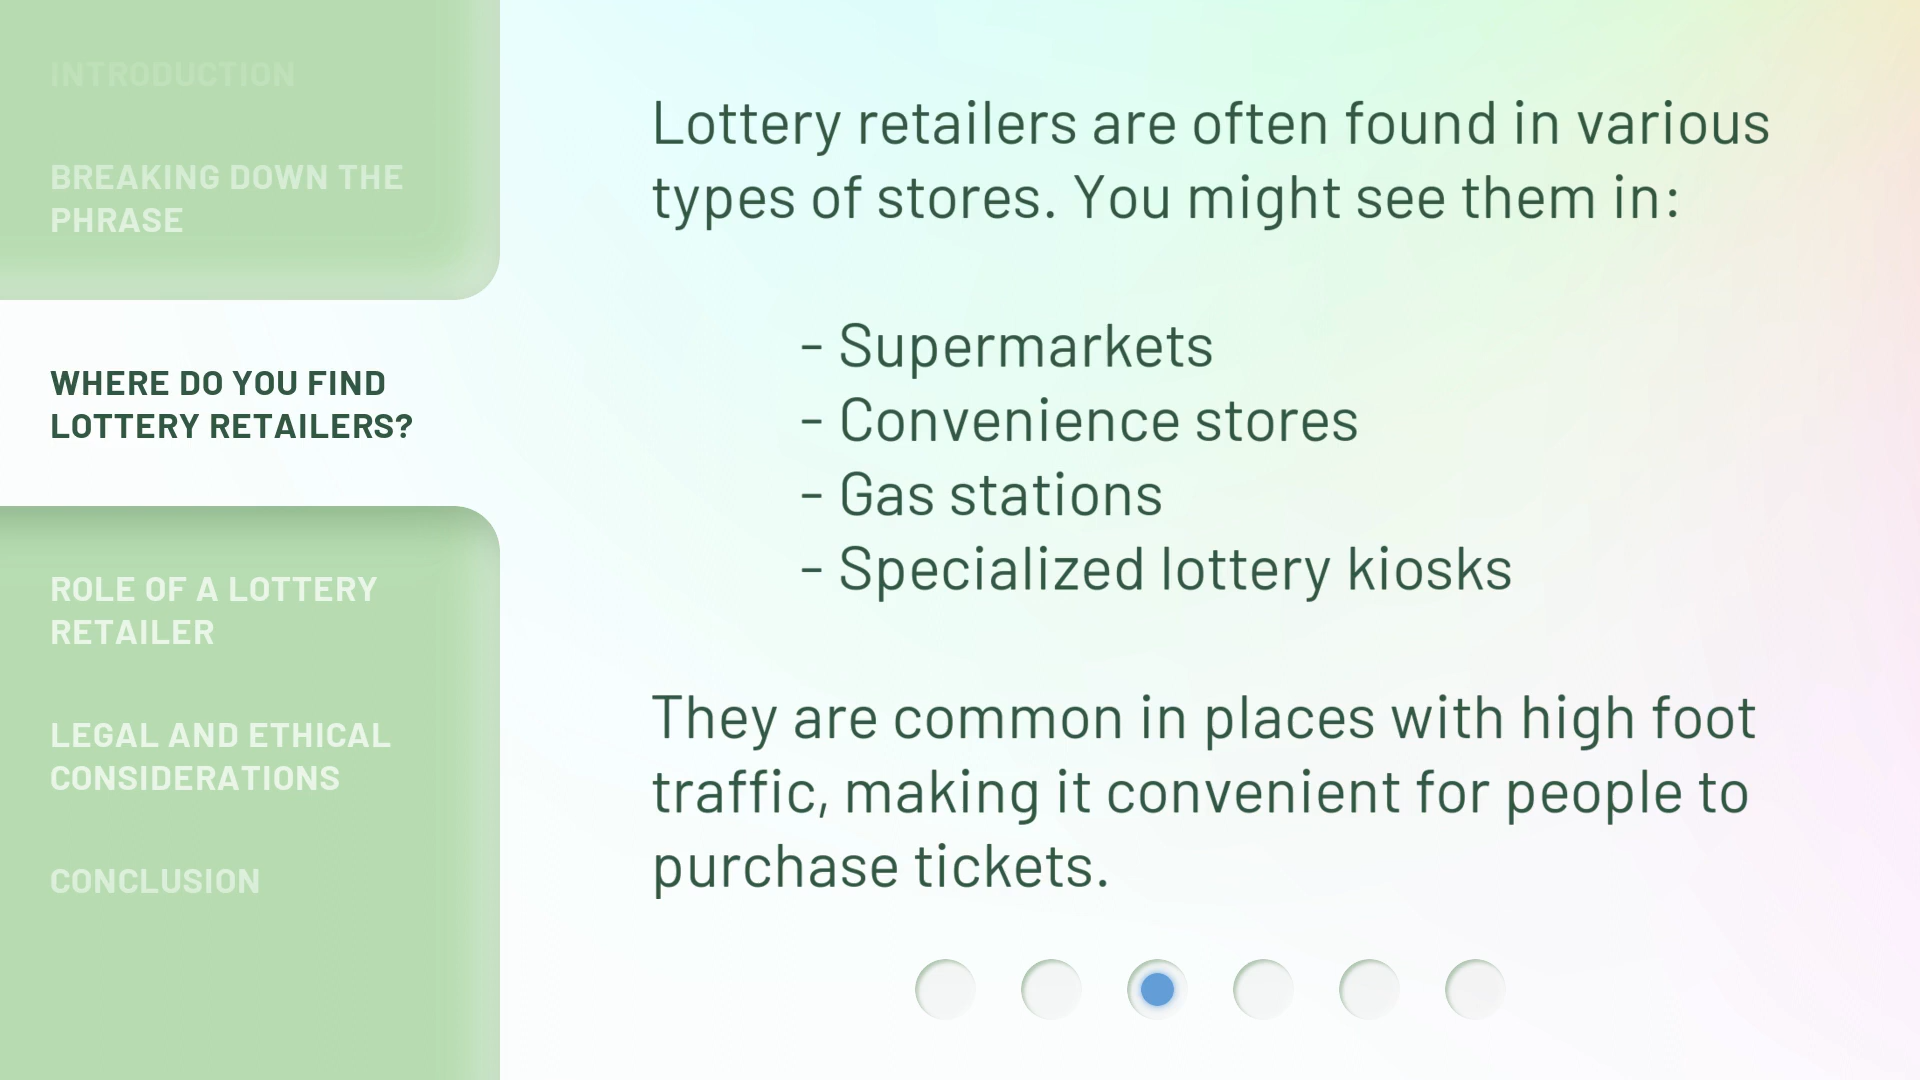 INTRODUCTION
BREAKING DOWN THE
PHRASE
WHERE DO YOU FIND
LOTTERY RETAILERS?
ROLE OF A LOTTERY
RETAILER
LEGAL AND ETHICAL
CONSIDERATIONS
CONCLUSION
Lottery retailers are often found in various
types of stores. You might see them in:
- Supermarkets
- Convenience stores
- Gas stations
- Specialized lottery kiosks
They are common in places with high foot
traffic, making it convenient for people to
purchase tickets.